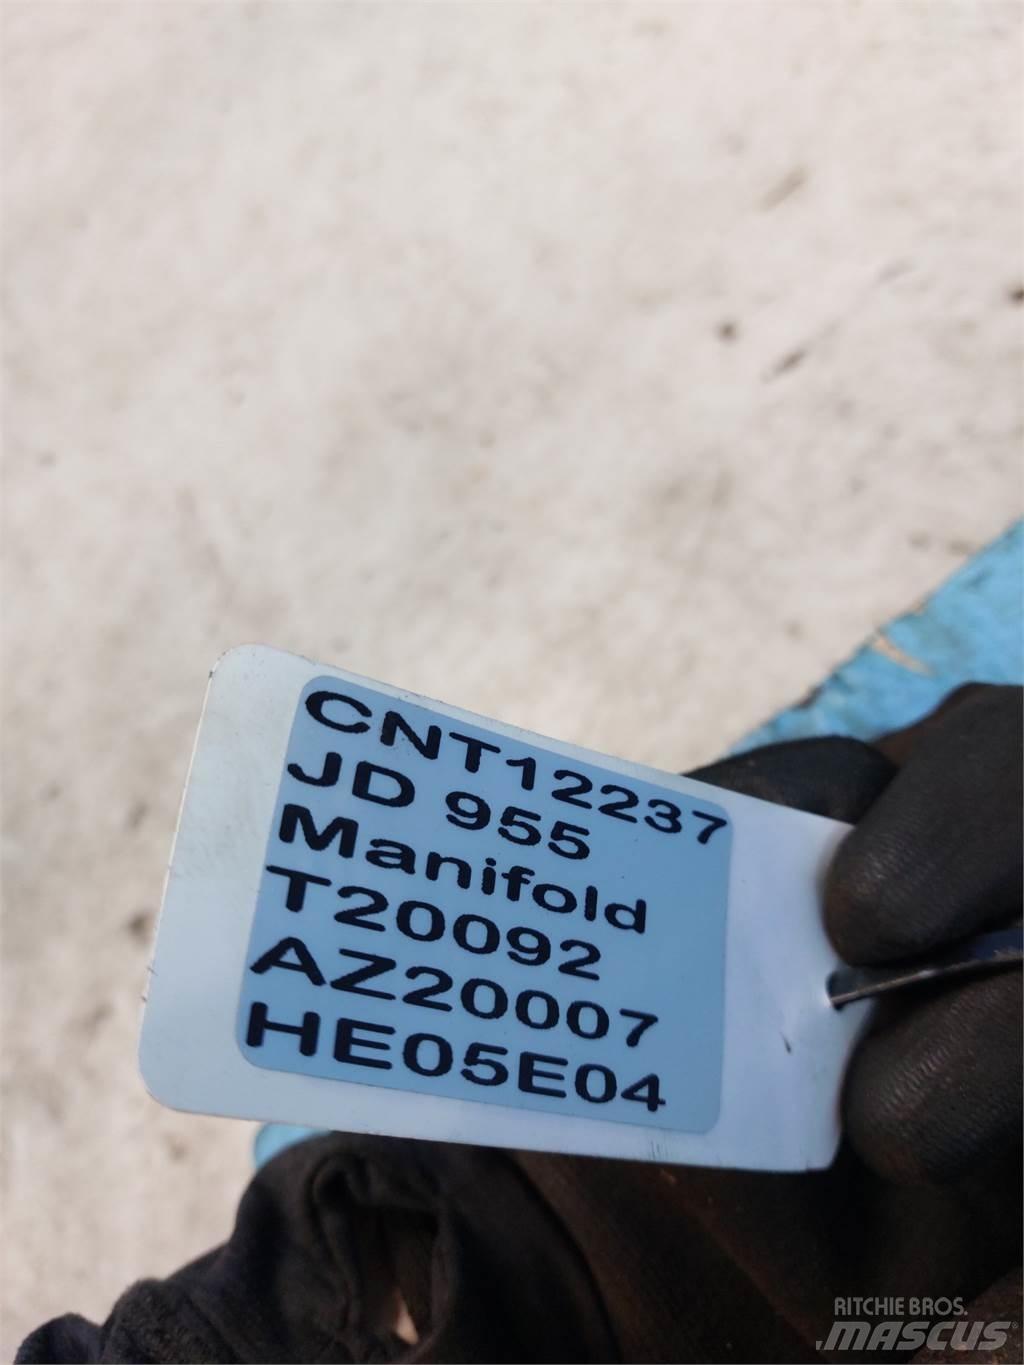 CNT12237
JD 955
Manifold
T20092
AZ20007
HE05E04
RITCHIE BROS.
MASCUS